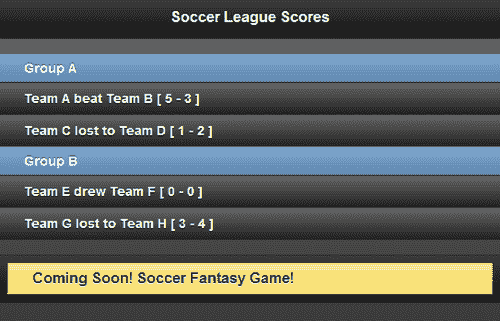 Soccer League Scores
Group A
Team A beat Team B [ 5 - 3 ]
Team C lost to Team D [ 1 - 2 ]
Group B
Team E drew Team F [ 0 - 0 ]
Team G lost to Team H [ 3 - 4 ]
Coming Soon! Soccer Fantasy Game!